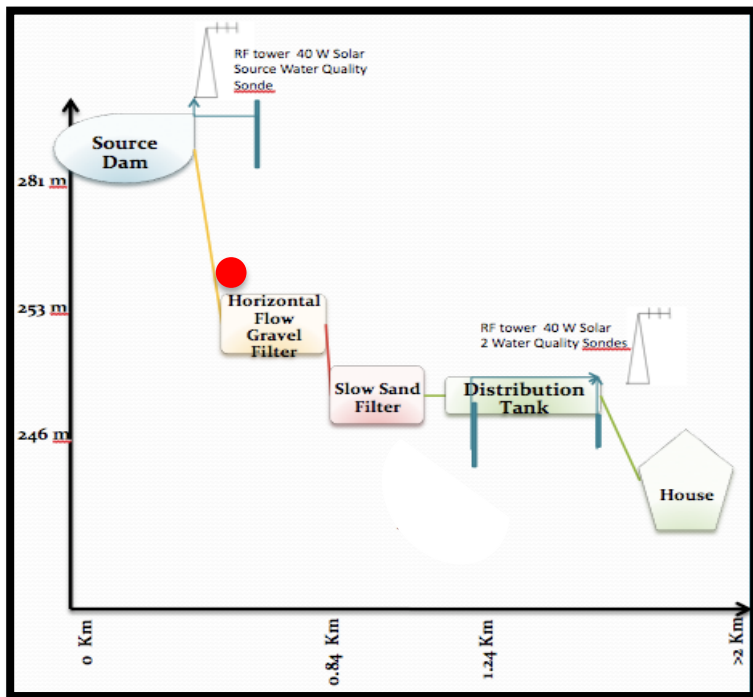 RF tower 40 W Solar
Source Water Quality
Sonde
Source
Dam
281 m
253 m
Horizontal
Flow
Gravel
Filter
RF tower 40 W Solar
2 Water Quality Sondes
Slow Sand
Filter
Distribution
Tank
246 m
House
0 Km
0.84 Km
1.24 Km
>2 Km